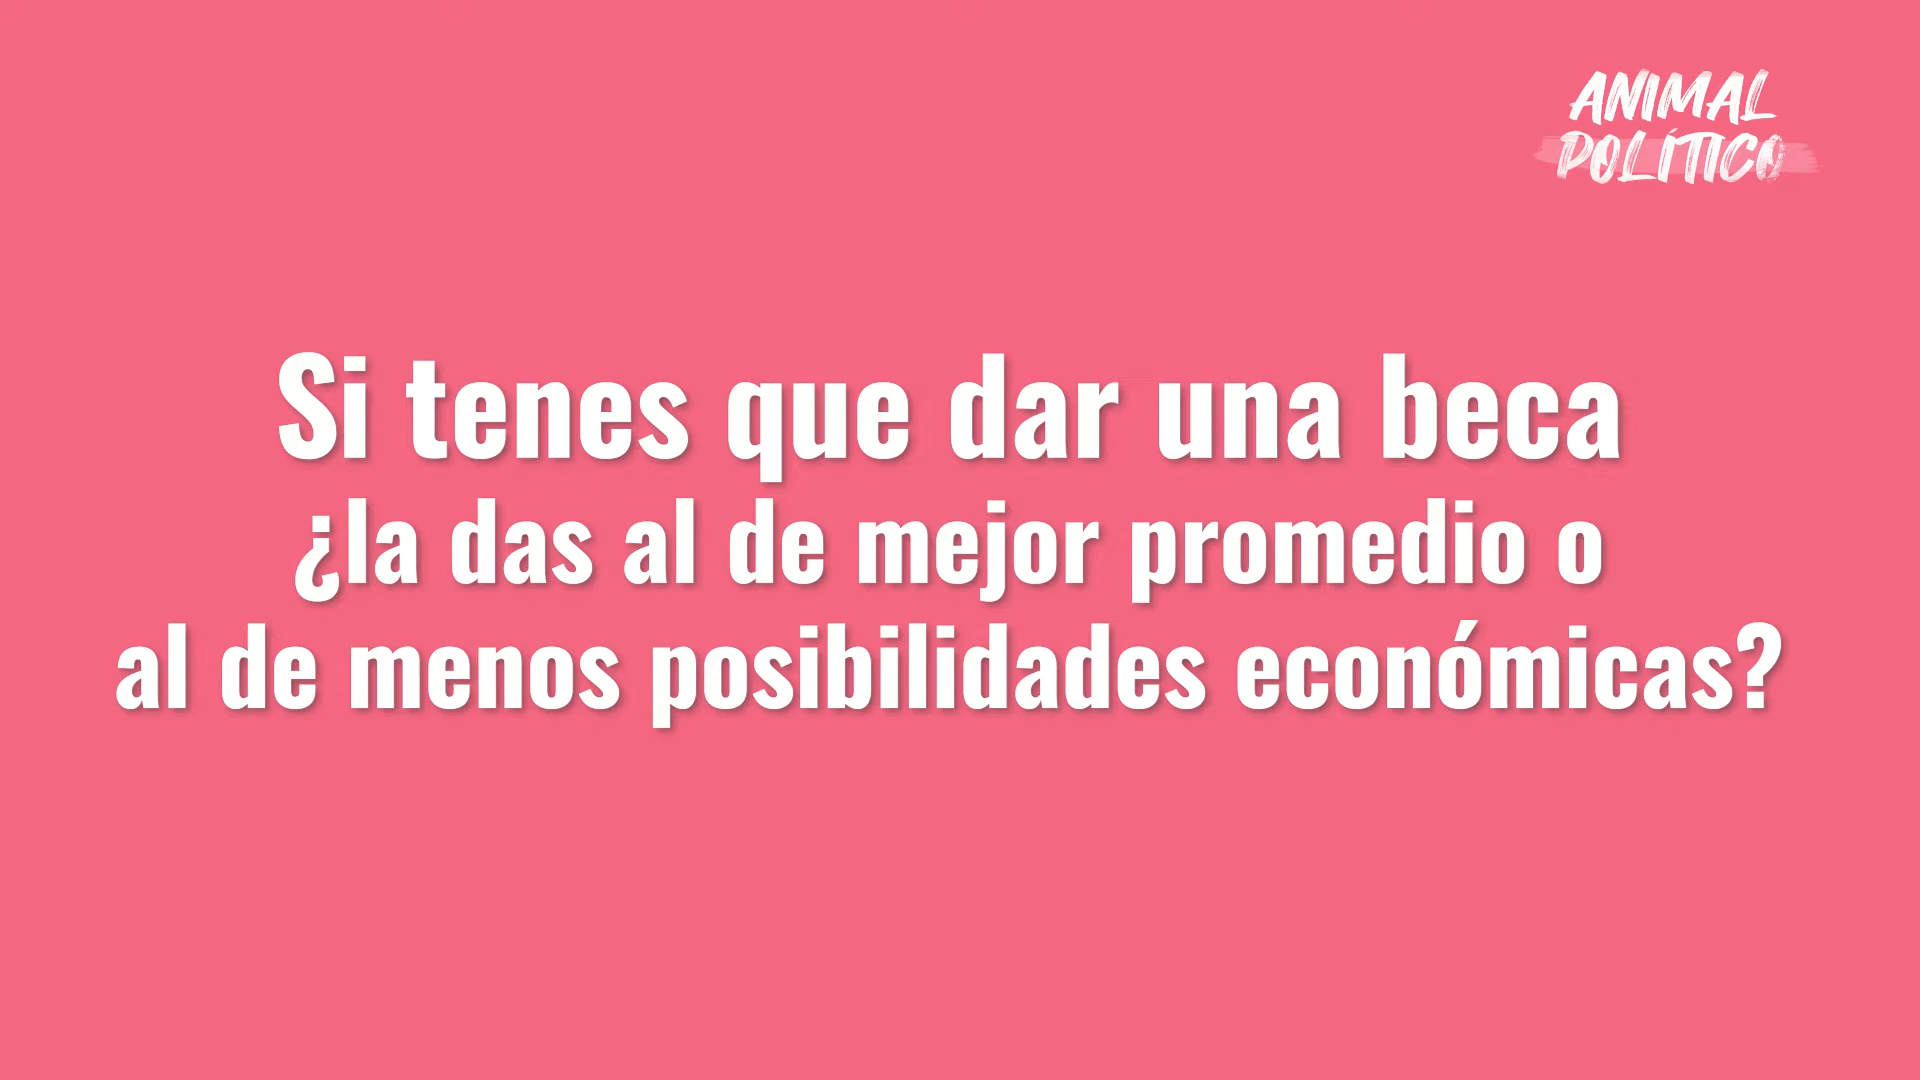 ANIMAL
POLÍTICO
Si tenes que dar una beca
¿la das al de mejor promedio o
al de menos posibilidades económicas?